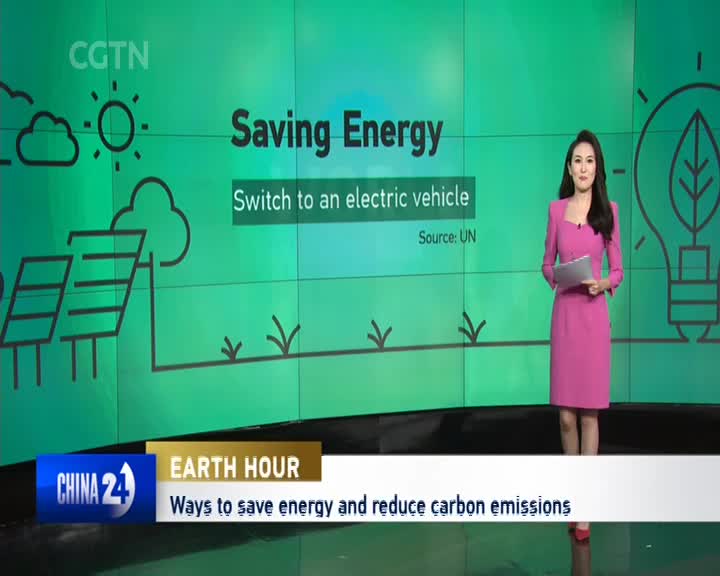 CGTN
Saving Energy
Switch to an electric vehicle
Source: UN
EARTH HOUR
CHINA 24
Ways to save energy and reduce carbon emissions